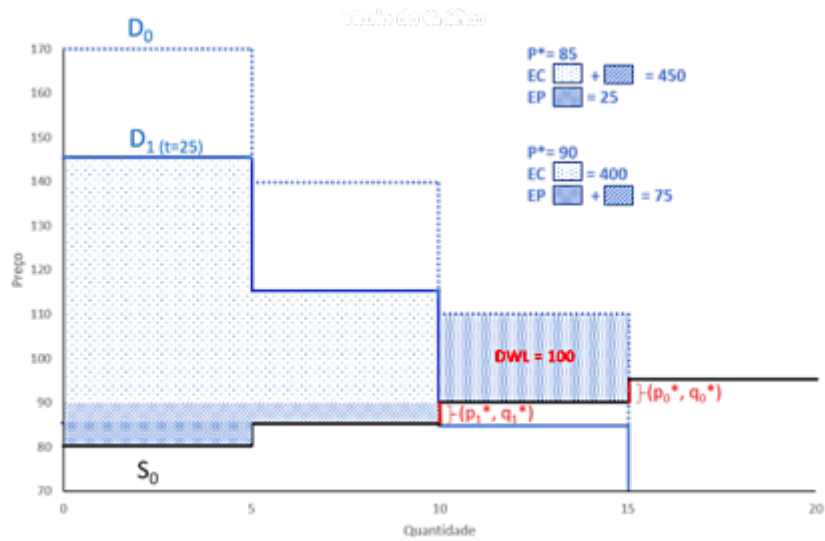 D₀
170
160
150
140
130
120
110
100
90
80
70
Preço
D₁ (t=25)
S₀
P*= 85
EC + = 450
EP = 25
P*= 90
EC = 400
EP + = 75
DWL = 100
(p₁*, q₁*)
(p₀*, q₀*)
0
5
10
15
20
Quantidade